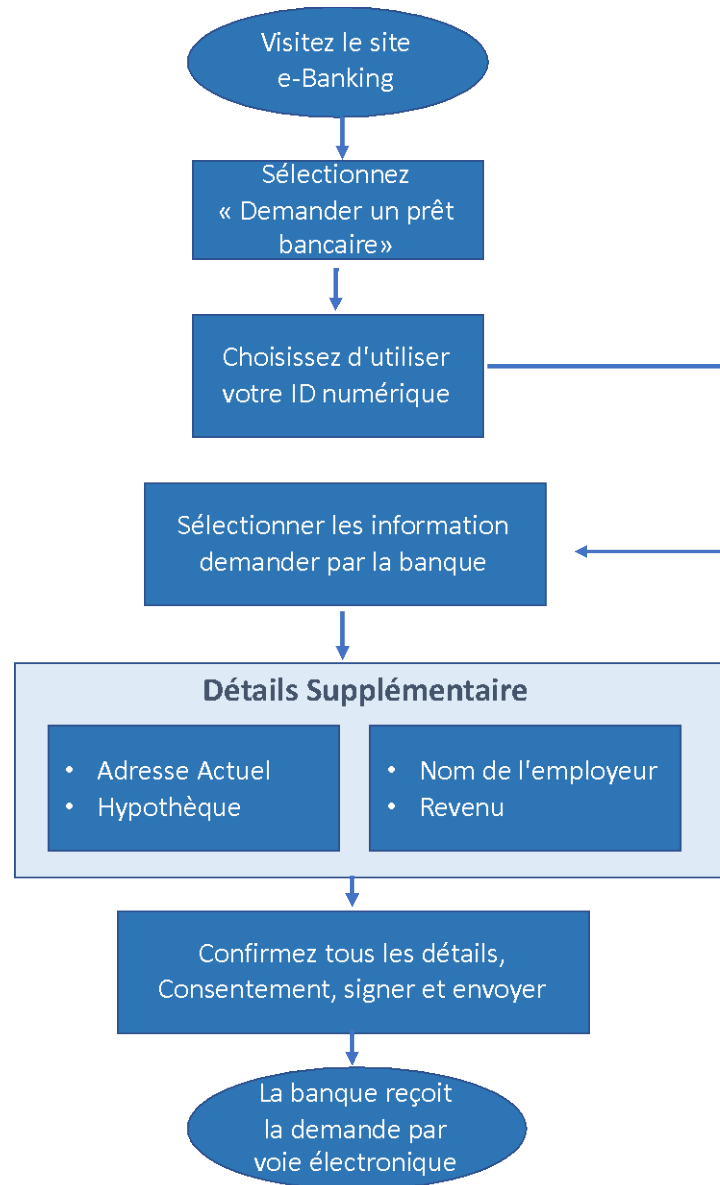 Visitez le site
e-Banking
Sélectionnez
« Demander un prêt
bancaire»
Choisissez d'utiliser
votre ID numérique
Sélectionner les information
demander par la banque
Détails Supplémentaire
• Adresse Actuel
• Hypothèque
• Nom de l'employeur
• Revenu
Confirmez tous les détails,
Consentement, signer et envoyer
La banque reçoit
la demande par
voie électronique